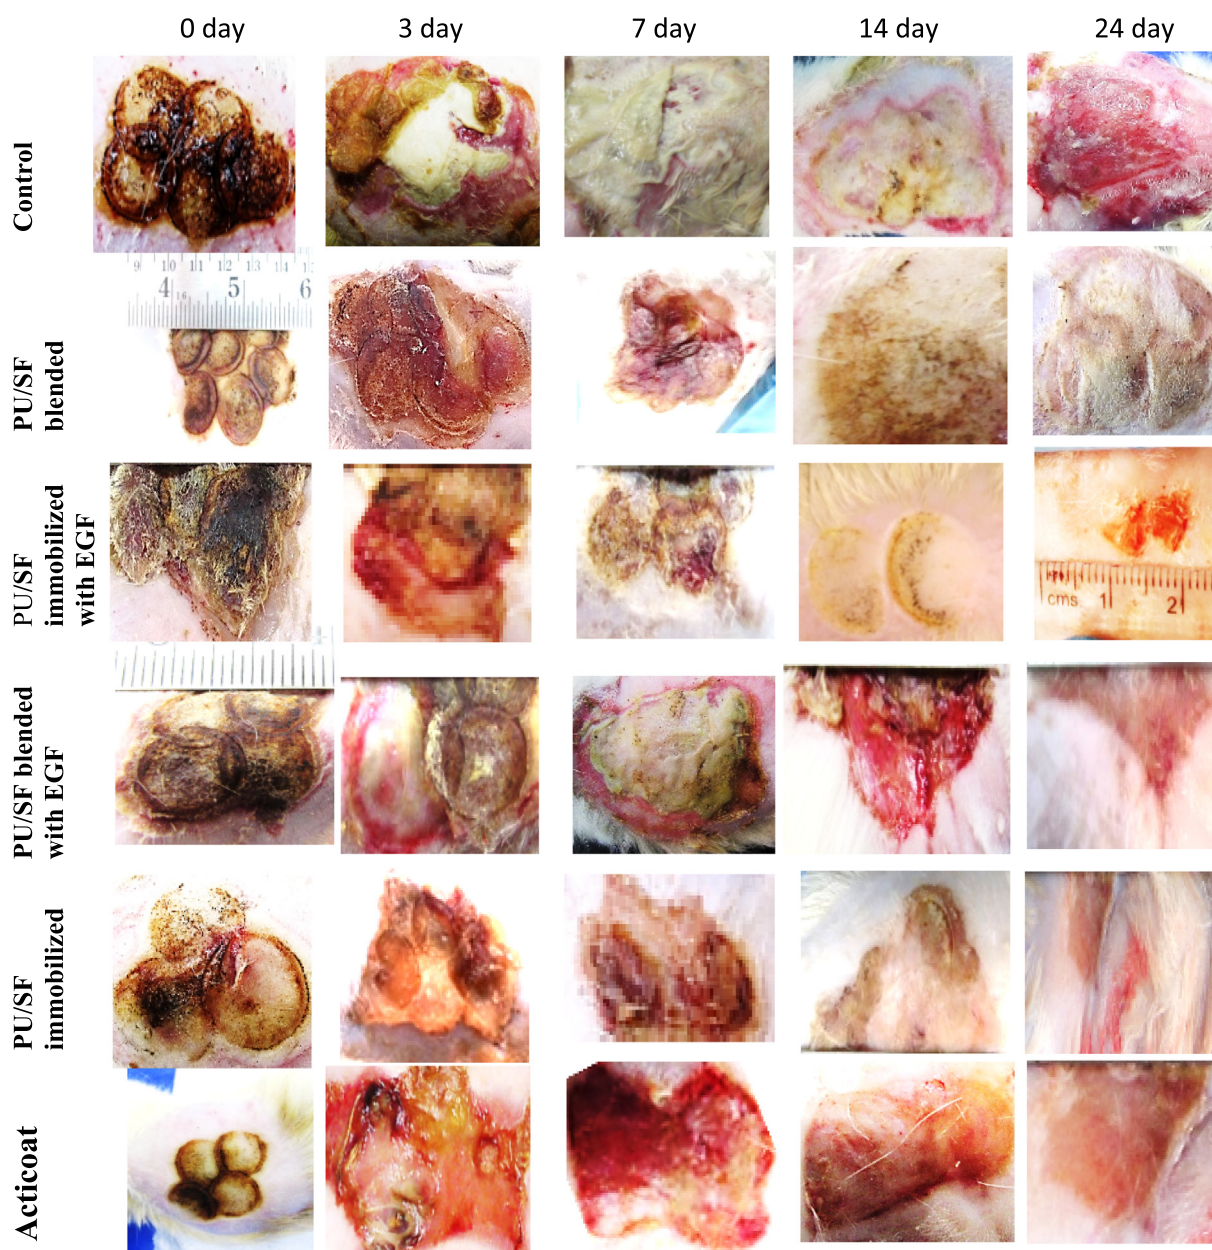 0 day 3 day 7 day 14 day 24 day
Control
9 10 11 12 13 14
4 16 5 6
PU/SF
blended
PU/SF
immobilized
with EGF
cms 1 2
PU/SF blended
with EGF
PU/SF
immobilized
Acticoat